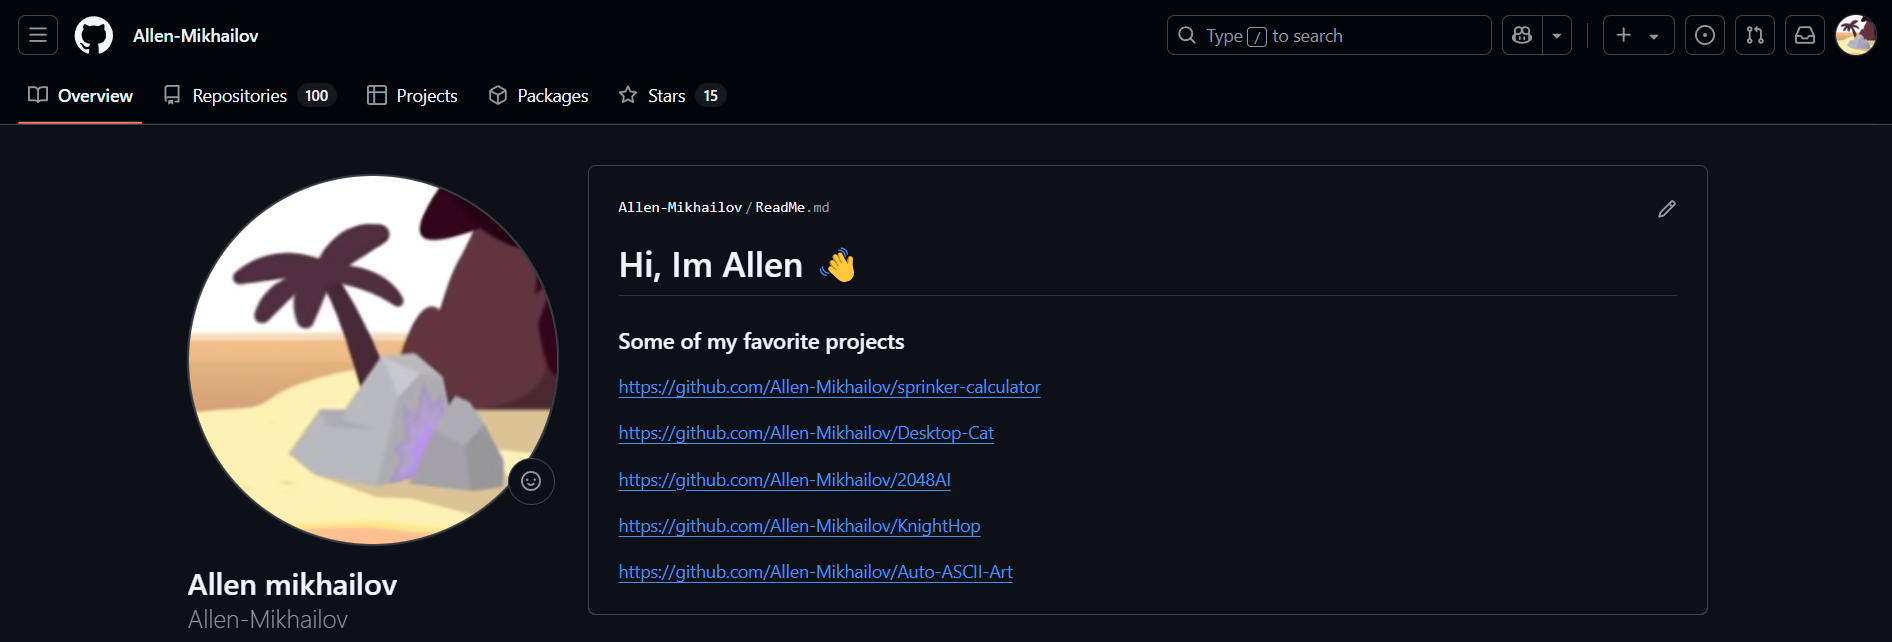 Allen-Mikhailov
Type / to search
Overview
Repositories 100
Projects
Packages
Stars 15
Allen-Mikhailov/ReadMe.md
Hi, Im Allen 👋
Some of my favorite projects
https://github.com/Allen-Mikhailov/sprinker-calculator
https://github.com/Allen-Mikhailov/Desktop-Cat
https://github.com/Allen-Mikhailov/2048AI
https://github.com/Allen-Mikhailov/KnightHop
https://github.com/Allen-Mikhailov/Auto-ASCII-Art
Allen mikhailov
Allen-Mikhailov